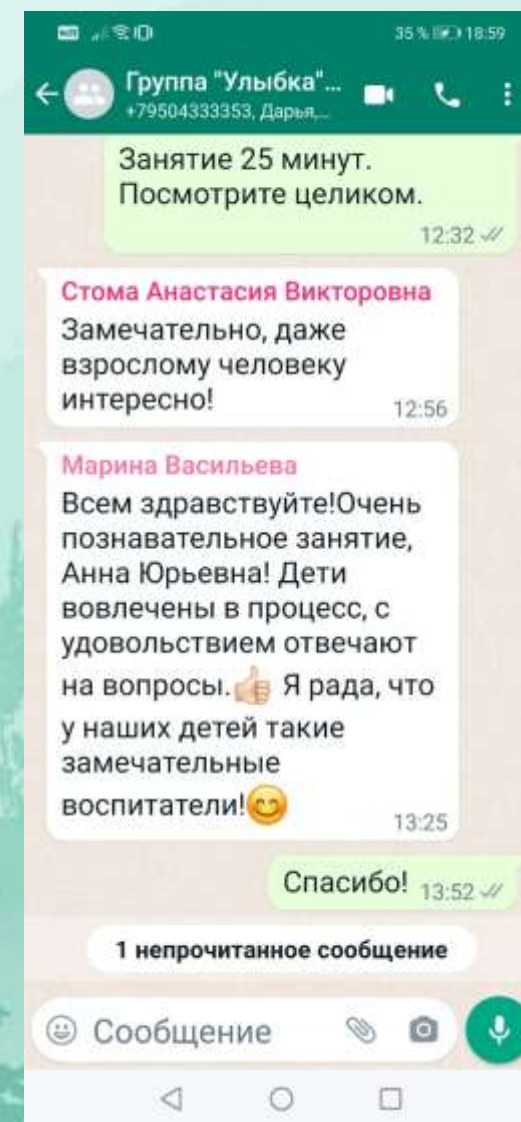 35 % 18:59
Группа "Улыбка"...
+79504333353, Дарья,...
Занятие 25 минут.
Посмотрите целиком.
12:32
Стома Анастасия Викторовна
Замечательно, даже
взрослому человеку
интересно!
12:56
Марина Васильева
Всем здравствуйте!Очень
познавательное занятие,
Анна Юрьевна! Дети
вовлечены в процесс, с
удовольствием отвечают
на вопросы.👍🏻 Я рада, что
у наших детей такие
замечательные
воспитатели!😊
13:25
Спасибо! 13:52
1 непрочитанное сообщение
Сообщение